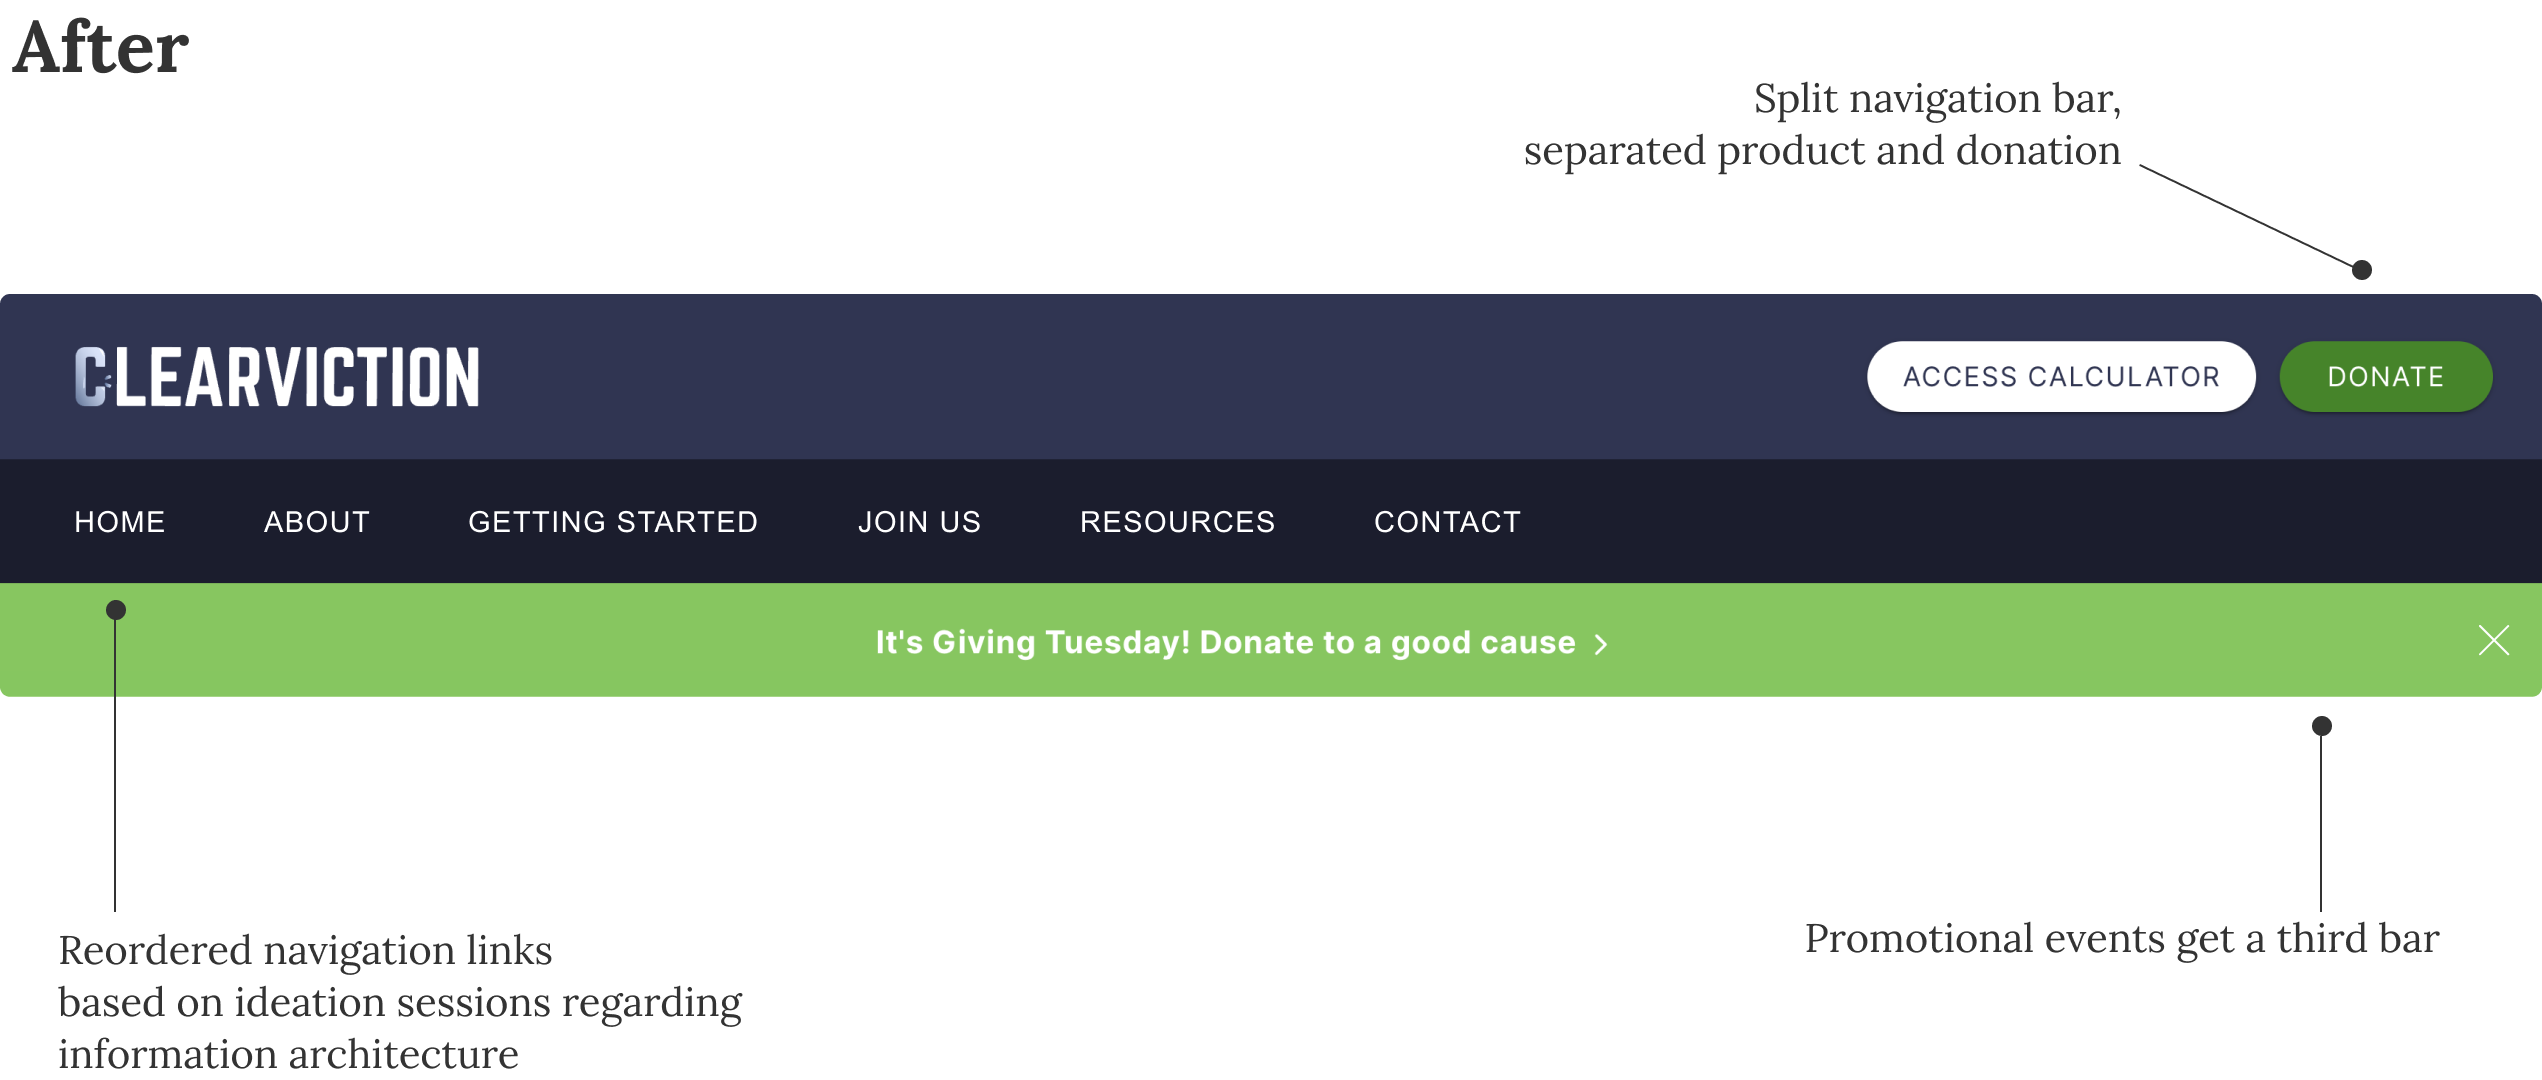 After
Split navigation bar,
separated product and donation
CLEARVICTION
ACCESS CALCULATOR
DONATE
HOME
ABOUT
GETTING STARTED
JOIN US
RESOURCES
CONTACT
It's Giving Tuesday! Donate to a good cause >
Reordered navigation links
based on ideation sessions regarding
information architecture
Promotional events get a third bar